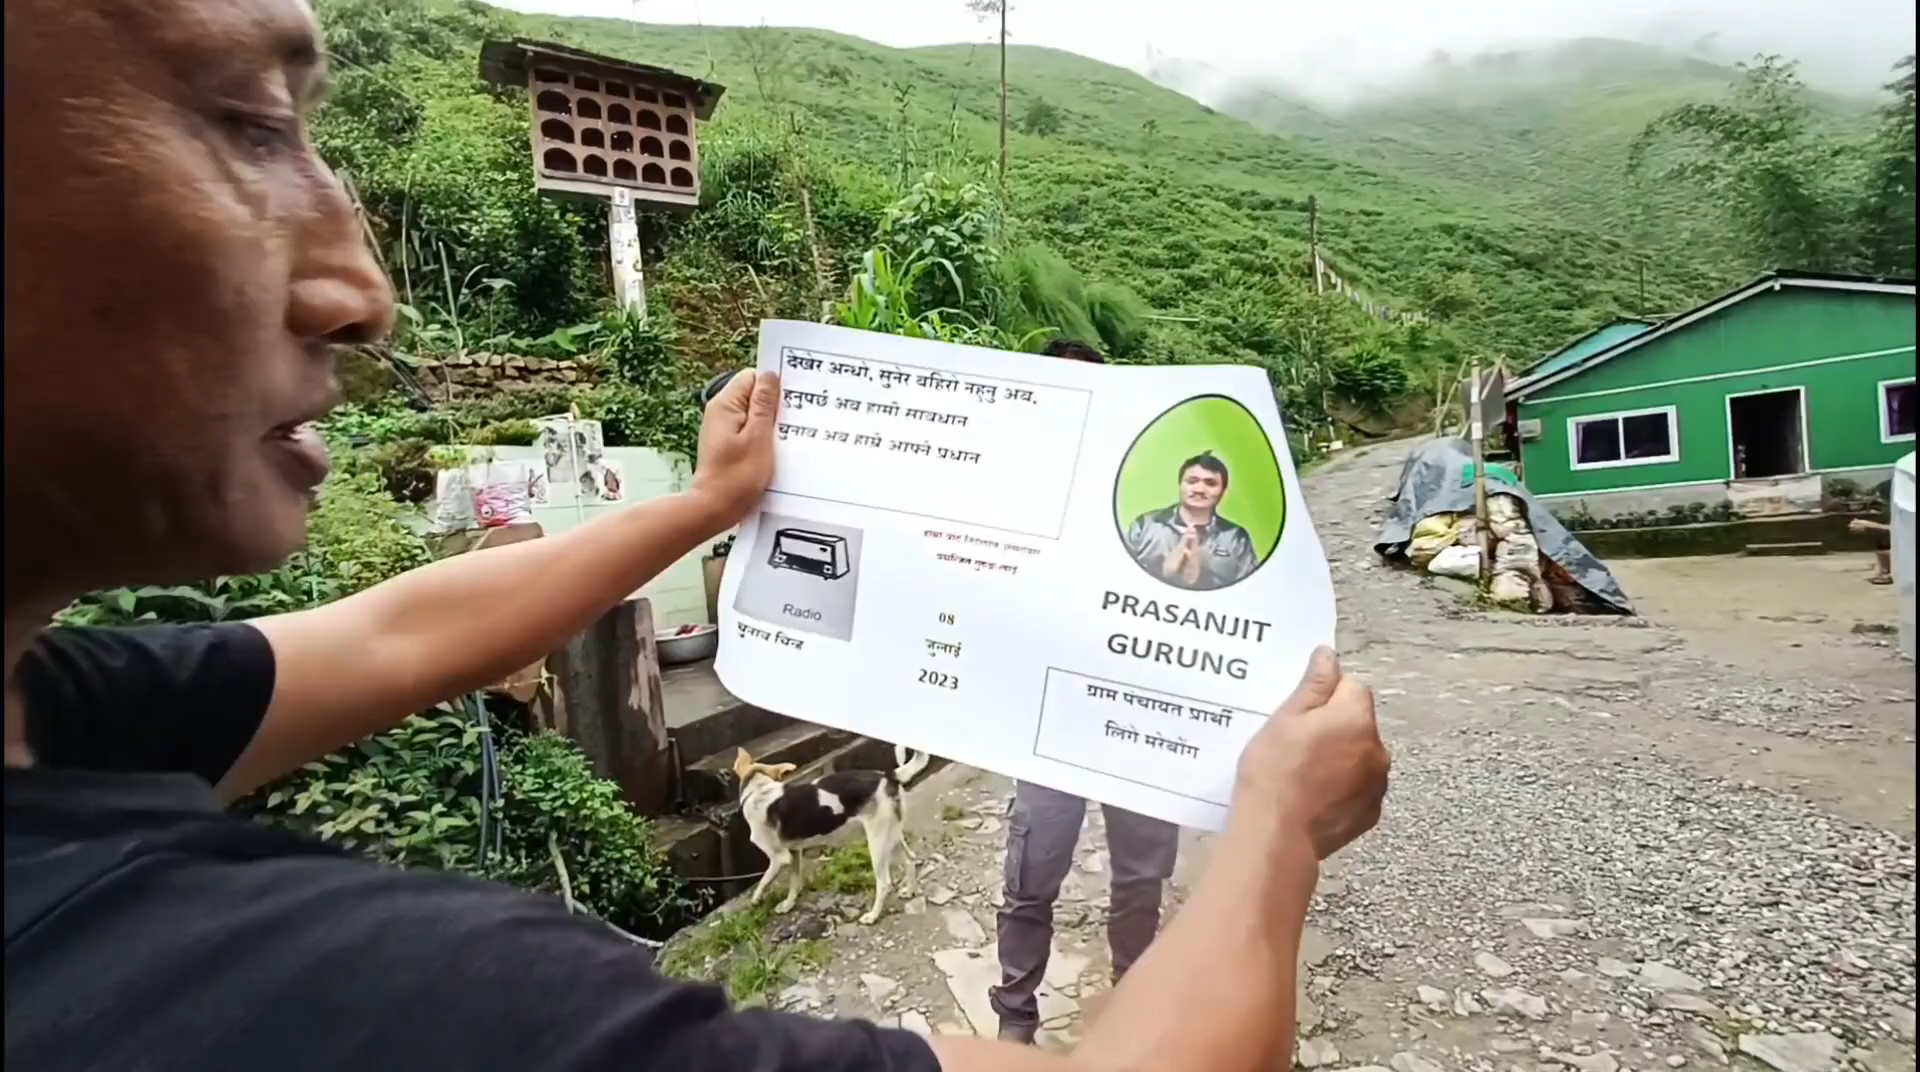 देखेर अन्धो, सुनेर बहिरो नहुनु अब,
हुनुपर्छ अब हामी सावधान
चुनाव अब हाम्रै आफ्नै प्रधान
Radio
चुनाव चिन्ह
08
जुलाई
2023
PRASANJIT
GURUNG
ग्राम पंचायत प्रार्थी
लिंगे मरेबोंग